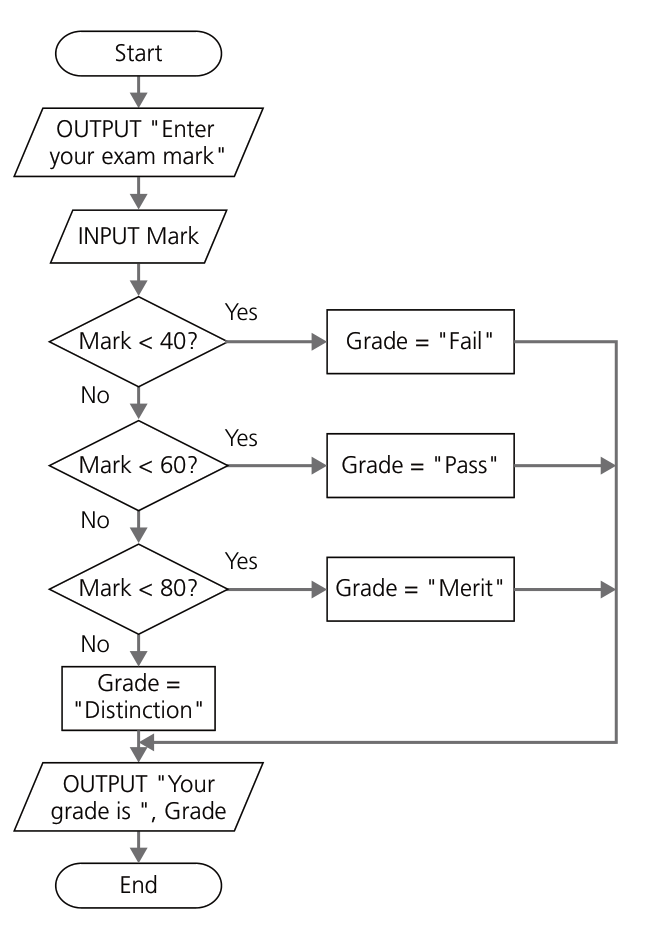 Start
OUTPUT "Enter
your exam mark"
INPUT Mark
Mark < 40?
Yes
Grade = "Fail"
No
Mark < 60?
Yes
Grade = "Pass"
No
Mark < 80?
Yes
Grade = "Merit"
No
Grade =
"Distinction"
OUTPUT "Your
grade is ", Grade
End